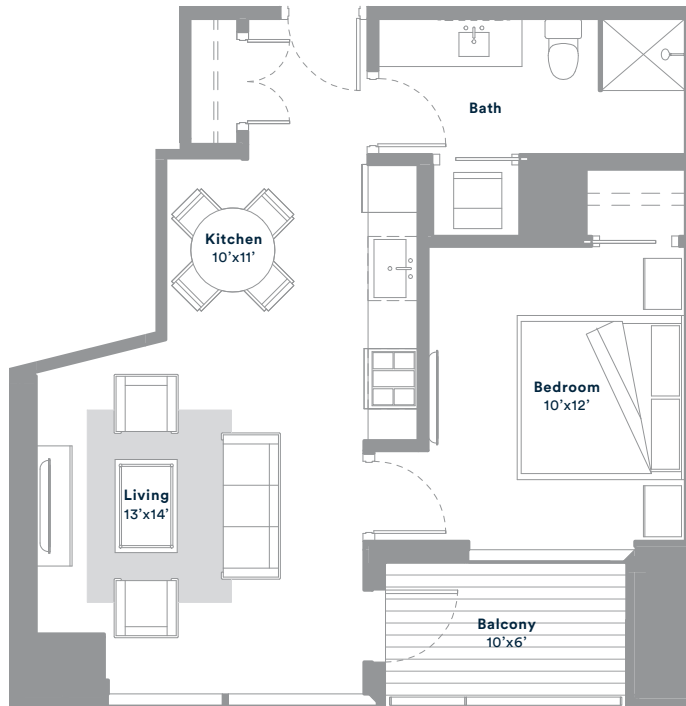 Bath
Kitchen
10’x11’
Bedroom
10’x12’
Living
13’x14’
Balcony
10’x6’